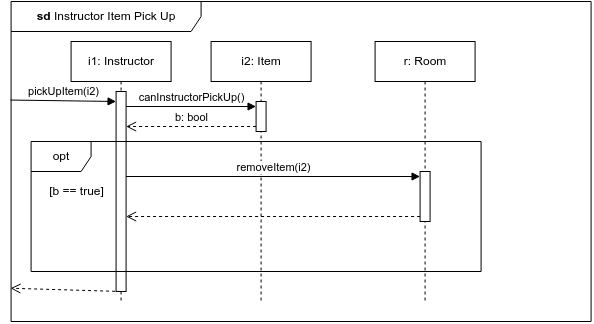 sd Instructor Item Pick Up
i1: Instructor
i2: Item
r: Room
pickUpItem(i2)
canInstructorPickUp()
b: bool
opt
removeItem(i2)
[b == true]